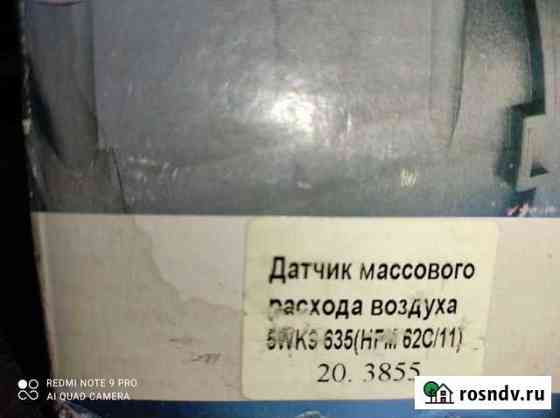 Датчик массового
расхода воздуха
5WK9 635(HFM 62C/11)
20. 3855
REDMI NOTE 9 PRO
AI QUAD CAMERA
rosndv.ru